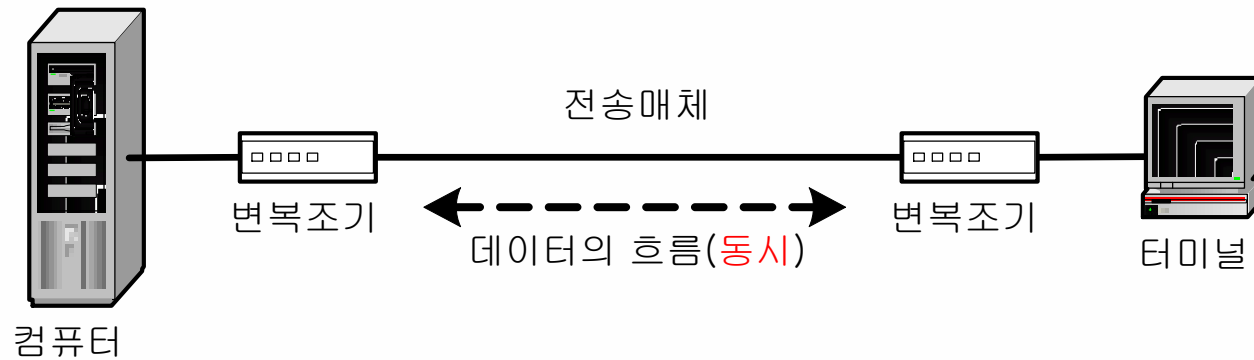 전송매체
변복조기
변복조기
데이터의 흐름(동시)
터미널
컴퓨터